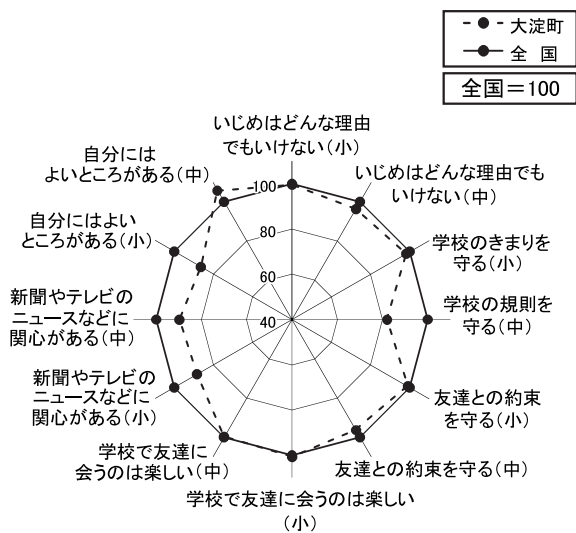 大淀町
全 国
全国＝100
いじめはどんな理由
でもいけない（小）
いじめはどんな理由でも
いけない（中）
学校のきまりを
守る（小）
学校の規則を
守る（中）
友達との約束
を守る（小）
友達との約束を守る（中）
学校で友達に会うのは楽しい
（小）
学校で友達に
会うのは楽しい（中）
新聞やテレビの
ニュースなどに
関心がある（小）
新聞やテレビの
ニュースなどに
関心がある（中）
自分にはよい
ところがある（小）
自分には
よいところがある（中）
100
80
60
40